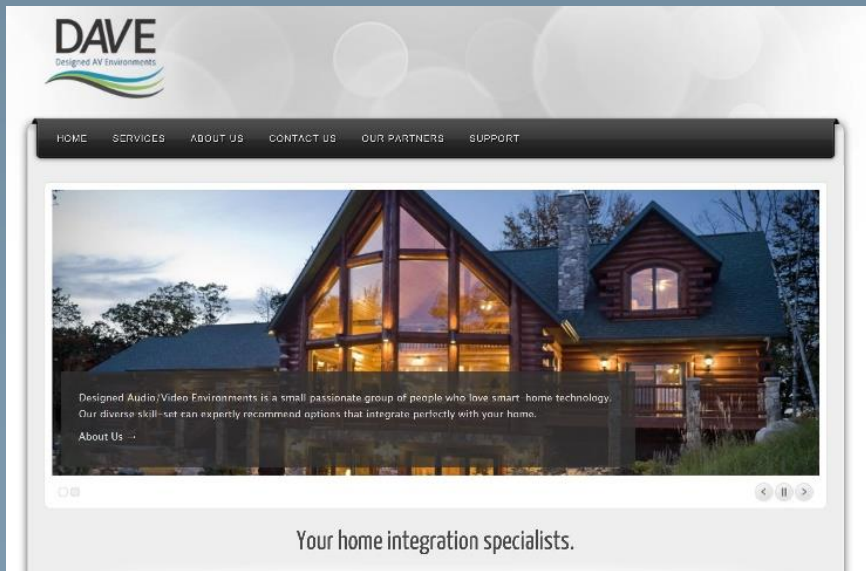 DAVE
Designed AV Environments
HOME SERVICES ABOUT US CONTACT US OUR PARTNERS SUPPORT
Designed Audio/Video Environments is a small passionate group of people who love smart-home technology.
Our diverse skill-set can expertly recommend options that integrate perfectly with your home.
About Us →
Your home integration specialists.